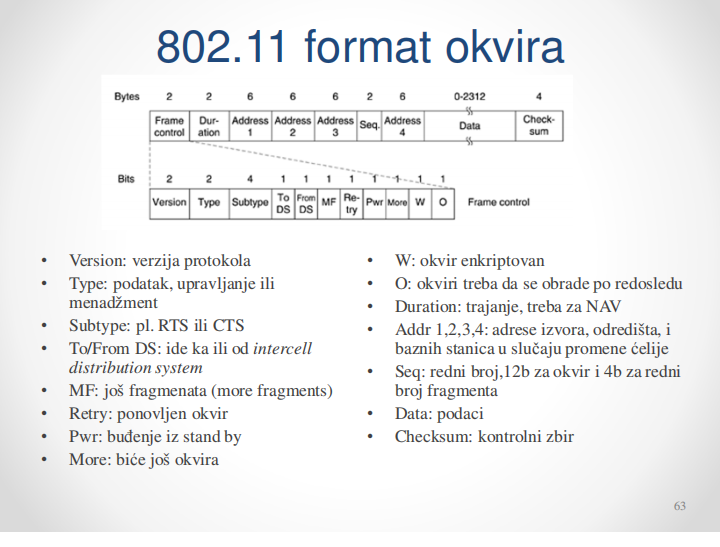 802.11 format okvira
Bytes 2 2 6 6 6 2 6 0-2312 4
Frame control Dur-ation Address 1 Address 2 Address 3 Seq. Address 4 Data Check-sum
Bits 2 2 4 1 1 1 1 1 1 1 1
Version Type Subtype To DS From DS MF Re-try Pwr More W O Frame control
• Version: verzija protokola
• Type: podatak, upravljanje ili
menadžment
• Subtype: pl. RTS ili CTS
• To/From DS: ide ka ili od intercell
distribution system
• MF: još fragmenata (more fragments)
• Retry: ponovljen okvir
• Pwr: buđenje iz stand by
• More: biće još okvira
• W: okvir enkriptovan
• O: okviri treba da se obrade po redosledu
• Duration: trajanje, treba za NAV
• Addr 1,2,3,4: adrese izvora, odredišta, i
baznih stanica u slučaju promene ćelije
• Seq: redni broj,12b za okvir i 4b za redni
broj fragmenta
• Data: podaci
• Checksum: kontrolni zbir
63